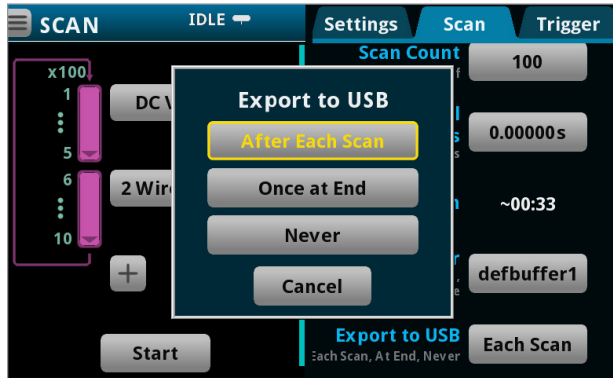 SCAN
IDLE
Settings
Scan
Trigger
x100
1
5
6
10
DC V
2 Wir
Start
Scan Count
100
0.00000 s
~00:33
defbuffer1
Export to USB
Each Scan, At End, Never
Each Scan
Export to USB
After Each Scan
Once at End
Never
Cancel